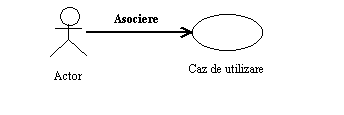 Asociere
Actor
Caz de utilizare